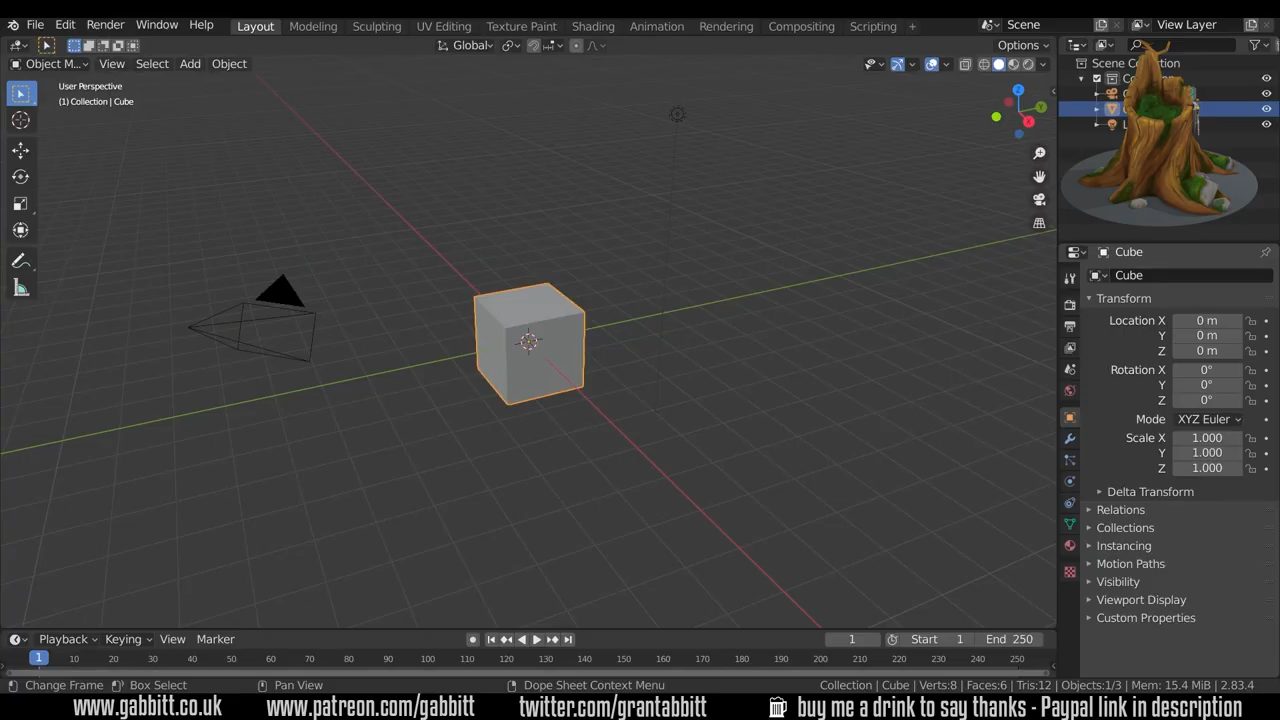 File Edit Render Window Help Layout Modeling Sculpting UV Editing Texture Paint Shading Animation Rendering Compositing Scripting + Scene View Layer
Global Options
Object M... View Select Add Object
Scene Collection
User Perspective
(1) Collection | Cube
Z
Y
X
Cube
Cube
Transform
Location X 0 m
Y 0 m
Z 0 m
Rotation X 0°
Y 0°
Z 0°
Mode XYZ Euler
Scale X 1.000
Y 1.000
Z 1.000
Delta Transform
Relations
Collections
Instancing
Motion Paths
Visibility
Viewport Display
Custom Properties
Playback Keying View Marker 1 Start 1 End 250
1 10 20 30 40 50 60 70 80 90 100 110 120 130 140 150 160 170 180 190 200 210 220 230 240 250
Change Frame Box Select Pan View Dope Sheet Context Menu Collection | Cube | Verts:8 | Faces:6 | Tris:12 | Objects:1/3 | Mem: 15.4 MiB | 2.83.4
www.gabbitt.co.uk www.patreon.com/gabbitt twitter.com/grantabbitt buy me a drink to say thanks - Paypal link in description